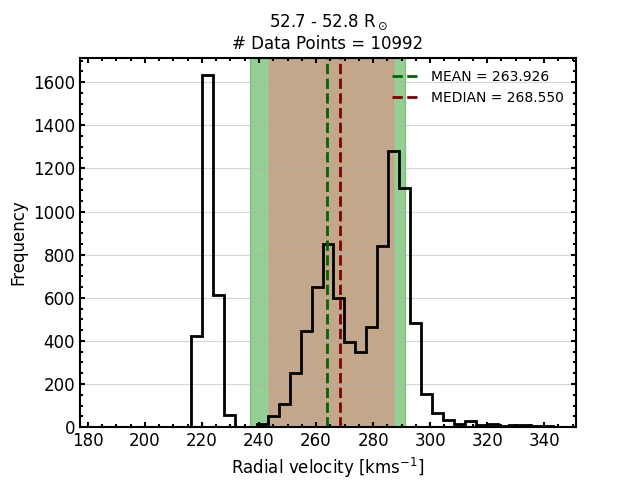 52.7 - 52.8 R⊙
# Data Points = 10992
MEAN = 263.926
MEDIAN = 268.550
Frequency
1600
1400
1200
1000
800
600
400
200
0
180 200 220 240 260 280 300 320 340
Radial velocity [kms⁻¹]